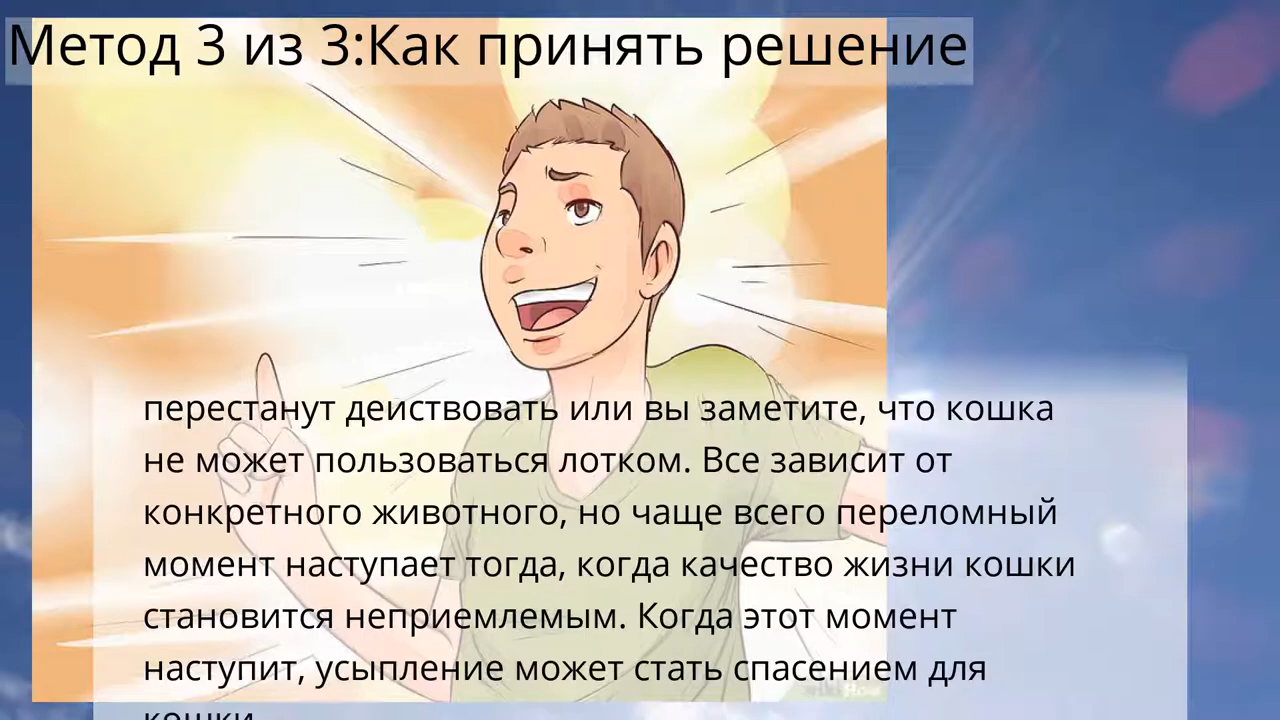 Метод 3 из 3:Как принять решение
перестанут деиствовать или вы заметите, что кошка
не может пользоваться лотком. Все зависит от
конкретного животного, но чаще всего переломный
момент наступает тогда, когда качество жизни кошки
становится неприемлемым. Когда этот момент
наступит, усыпление может стать спасением для
кошки.
wikiHow